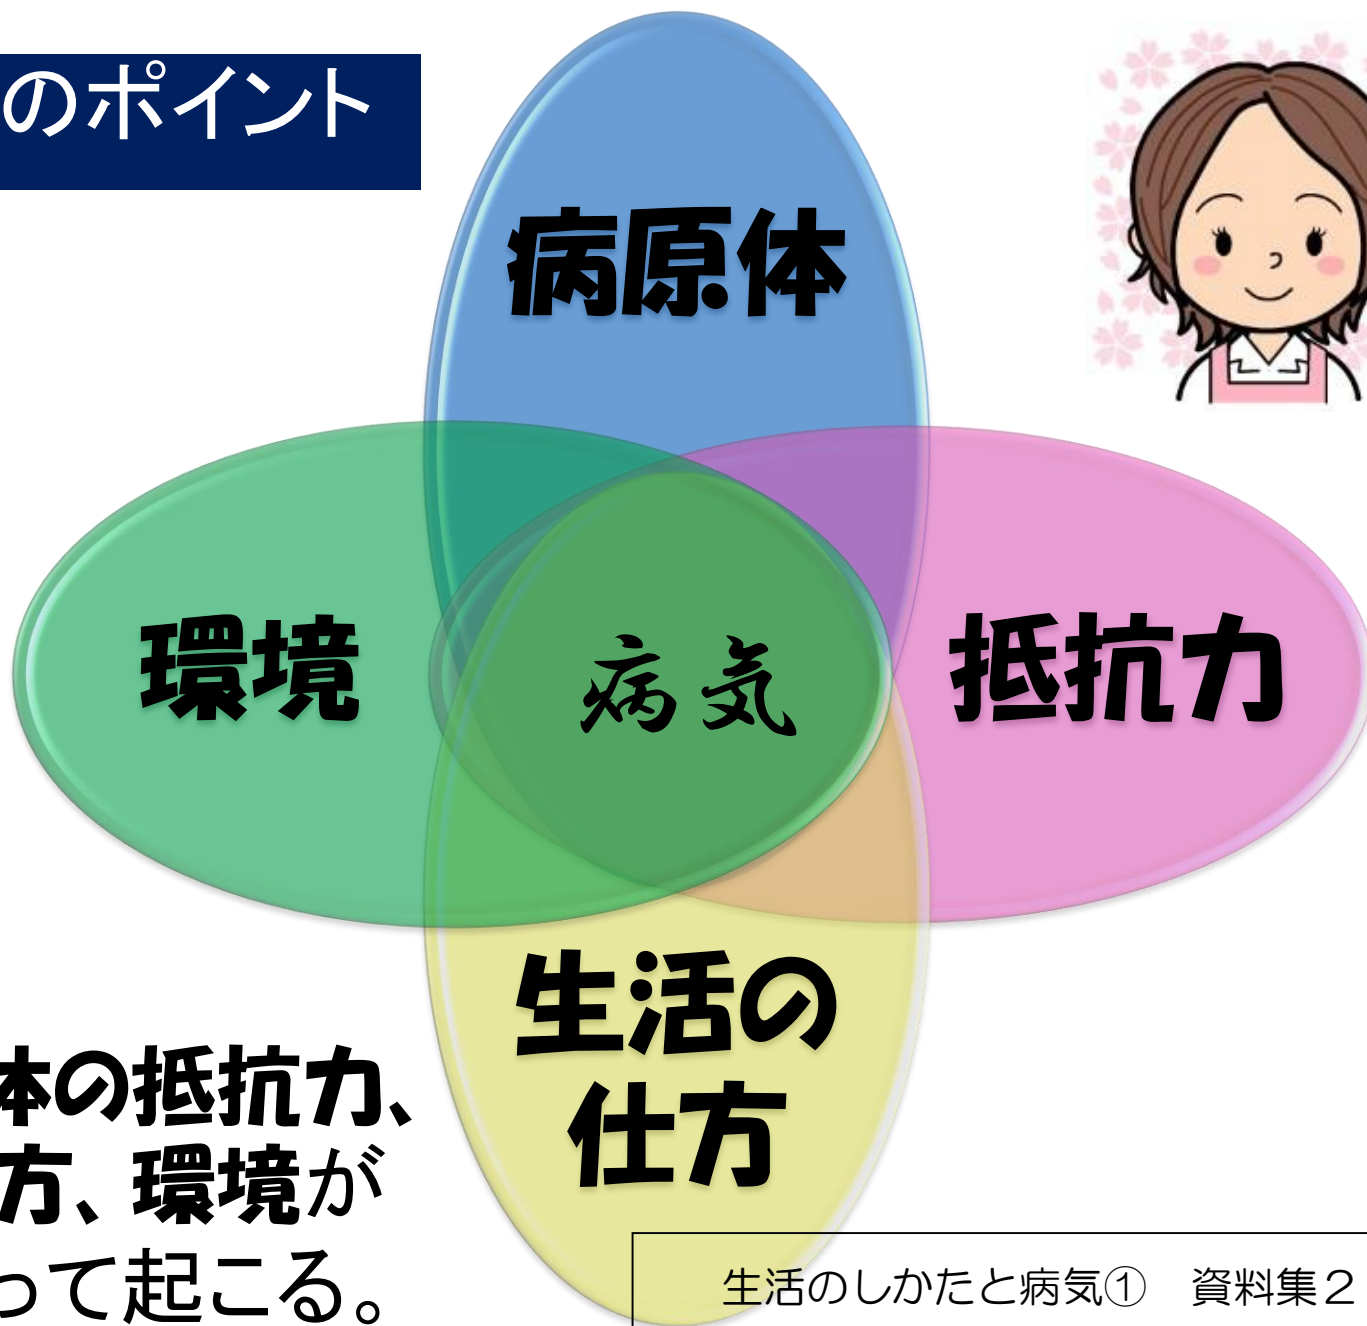 のポイント
病原体
環境
病気
抵抗力
生活の
仕方
体の抵抗力、
方、環境が
って起こる。
生活のしかたと病気① 資料集２